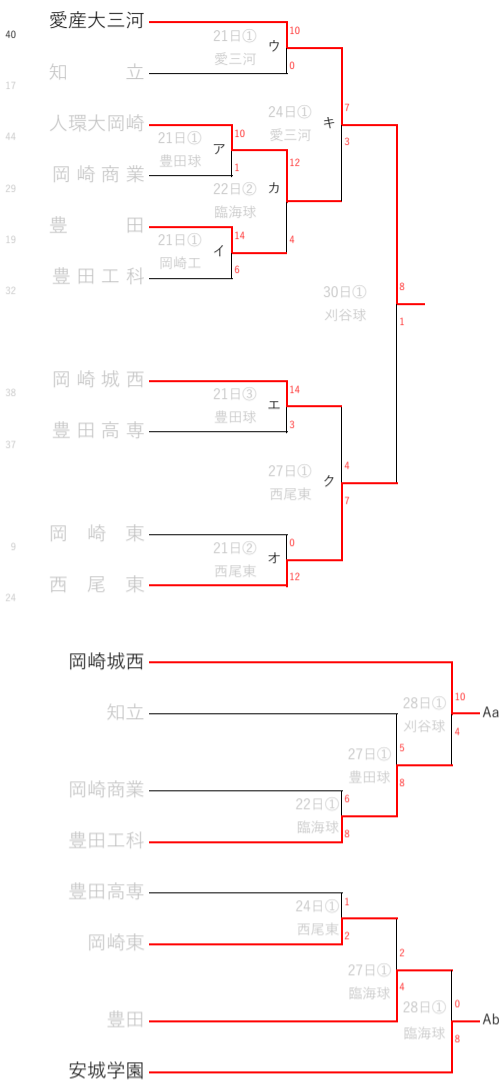 愛産大三河
40
10
21日①
愛三河
ウ
0
知 立
17
7
24日①
愛三河
キ
3
人環大岡崎
44
10
21日①
豊田球
ア
1
岡崎商業
29
12
22日②
臨海球
カ
4
豊 田
19
14
21日①
岡崎工
イ
6
豊田工科
32
8
30日①
刈谷球
1
岡崎城西
38
14
21日③
豊田球
エ
3
豊田高専
37
4
27日①
西尾東
ク
7
岡崎東
9
0
21日②
西尾東
オ
12
西尾東
24
岡崎城西
10
28日①
刈谷球
Aa
4
知立
5
27日①
豊田球
8
岡崎商業
6
22日①
臨海球
8
豊田工科
豊田高専
1
24日①
西尾東
2
岡崎東
2
27日①
臨海球
4
豊田
0
28日①
臨海球
Ab
8
安城学園